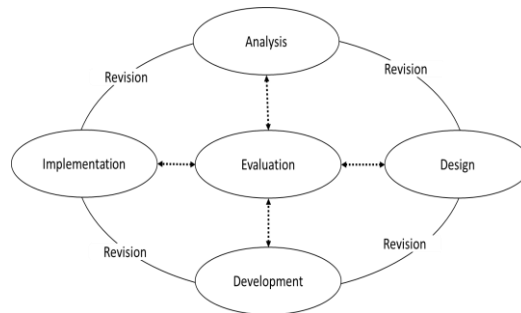 Analysis
Revision
Revision
Implementation
Evaluation
Design
Revision
Revision
Development